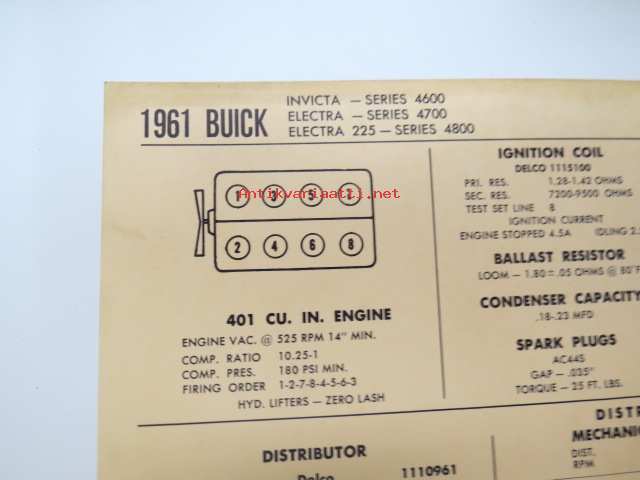 1961 BUICK
INVICTA — SERIES 4600
ELECTRA — SERIES 4700
ELECTRA 225 — SERIES 4800
1 3 5 7
Antikvariaatti.net
2 4 6 8
401 CU. IN. ENGINE
ENGINE VAC. @ 525 RPM 14" MIN.
COMP. RATIO 10.25-1
COMP. PRES. 180 PSI MIN.
FIRING ORDER 1-2-7-8-4-5-6-3
HYD. LIFTERS — ZERO LASH
DISTRIBUTOR
Delco 1110961
IGNITION COIL
DELCO 1115100
PRI. RES. 1.28-1.42 OHMS
SEC. RES. 7200-9500 OHMS
TEST SET LINE 8
IGNITION CURRENT
ENGINE STOPPED 4.5A IDLING 2.5
BALLAST RESISTOR
LOOM — 1.80 ± .05 OHMS @ 80°F
CONDENSER CAPACITY
.18-.23 MFD
SPARK PLUGS
AC44S
GAP — .035"
TORQUE — 25 FT. LBS.
DISTR
MECHANIC
DIST.
RPM